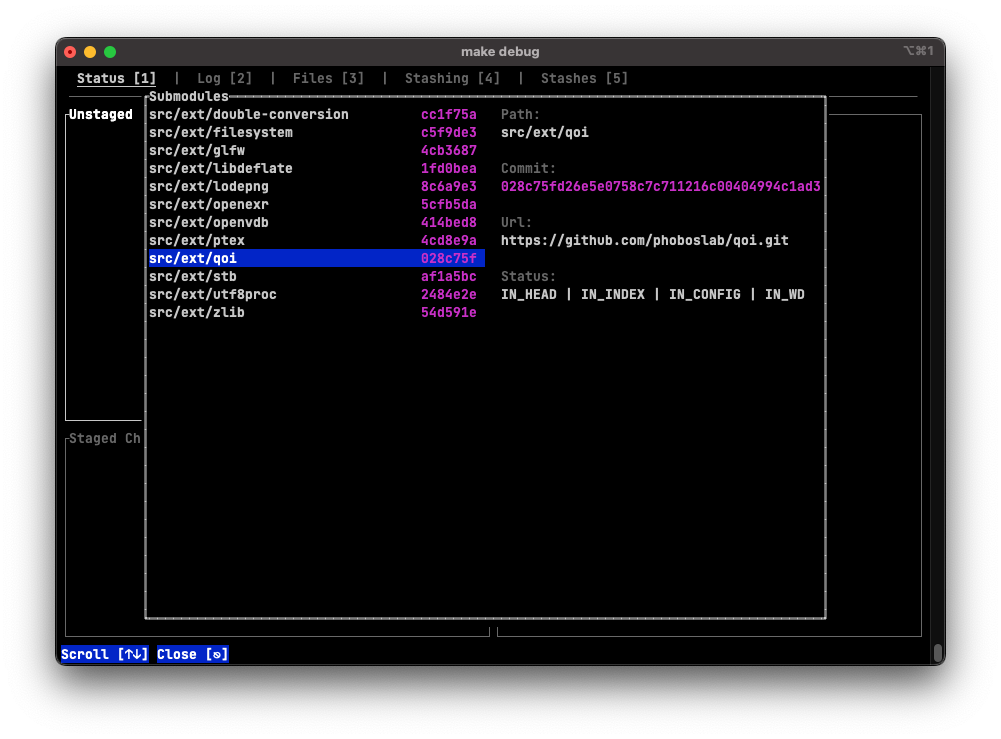 make debug
⌥⌘1
Status [1] | Log [2] | Files [3] | Stashing [4] | Stashes [5]
Submodules
Unstaged
src/ext/double-conversion cc1f75a Path:
src/ext/filesystem c5f9de3 src/ext/qoi
src/ext/glfw 4cb3687
src/ext/libdeflate 1fd0bea Commit:
src/ext/lodepng 8c6a9e3 028c75fd26e5e0758c7c711216c00404994c1ad3
src/ext/openexr 5cfb5da
src/ext/openvdb 414bed8 Url:
src/ext/ptex 4cd8e9a https://github.com/phoboslab/qoi.git
src/ext/qoi 028c75f
src/ext/stb af1a5bc Status:
src/ext/utf8proc 2484e2e IN_HEAD | IN_INDEX | IN_CONFIG | IN_WD
src/ext/zlib 54d591e
Staged Ch
Scroll [↑↓] Close [⎋]